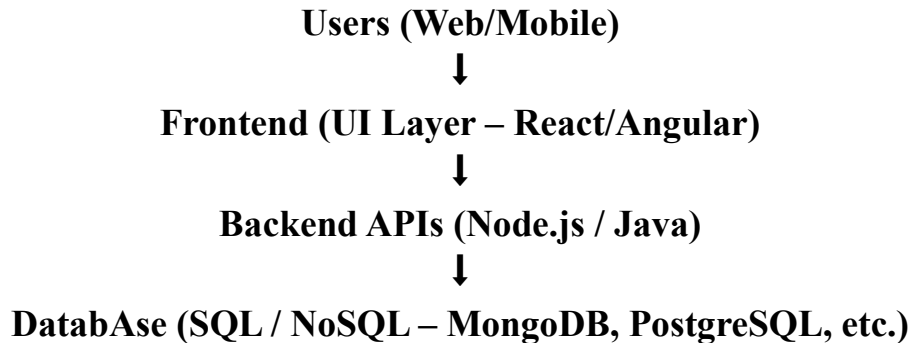 Users (Web/Mobile)
Frontend (UI Layer – React/Angular)
Backend APIs (Node.js / Java)
DatabAse (SQL / NoSQL – MongoDB, PostgreSQL, etc.)